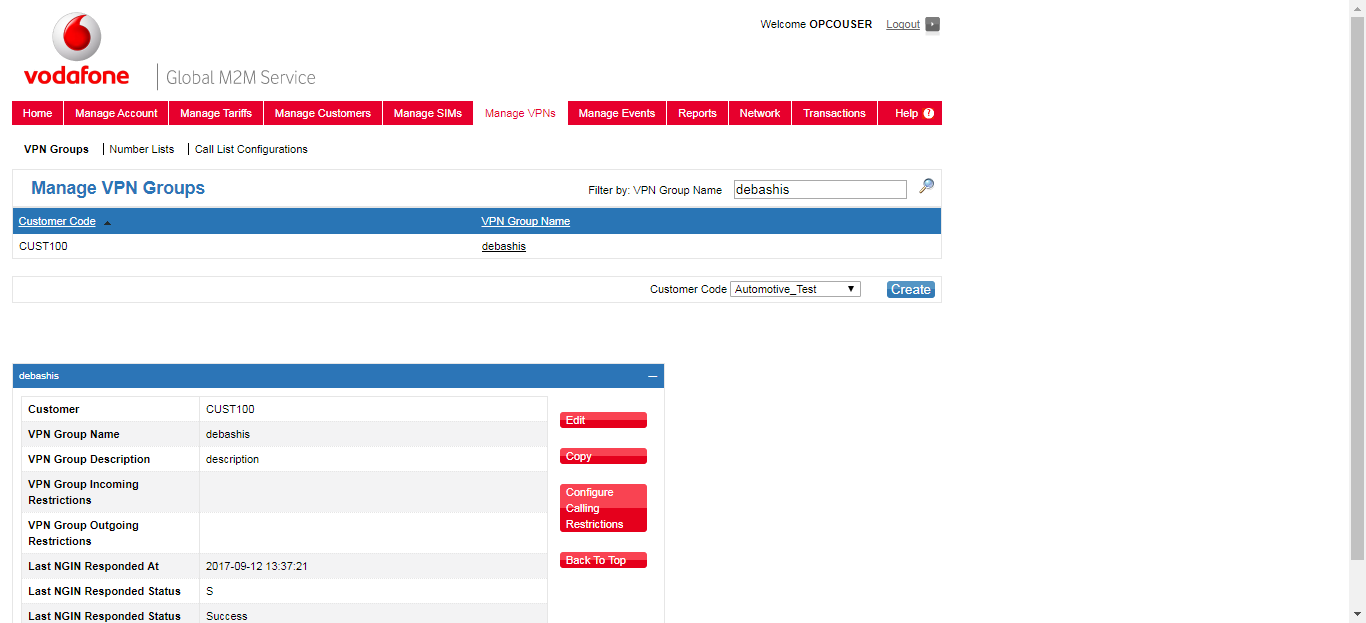 Welcome OPCOUSER Logout
vodafone Global M2M Service
Home Manage Account Manage Tariffs Manage Customers Manage SIMs Manage VPNs Manage Events Reports Network Transactions Help ?
VPN Groups Number Lists Call List Configurations
Manage VPN Groups Filter by: VPN Group Name debashis
Customer Code VPN Group Name
CUST100 debashis
Customer Code Automotive_Test Create
debashis
Customer CUST100
Edit
VPN Group Name debashis
Copy
VPN Group Description description
VPN Group Incoming
Restrictions
Configure
Calling
Restrictions
VPN Group Outgoing
Restrictions
Back To Top
Last NGIN Responded At 2017-09-12 13:37:21
Last NGIN Responded Status S
Last NGIN Responded Status Success